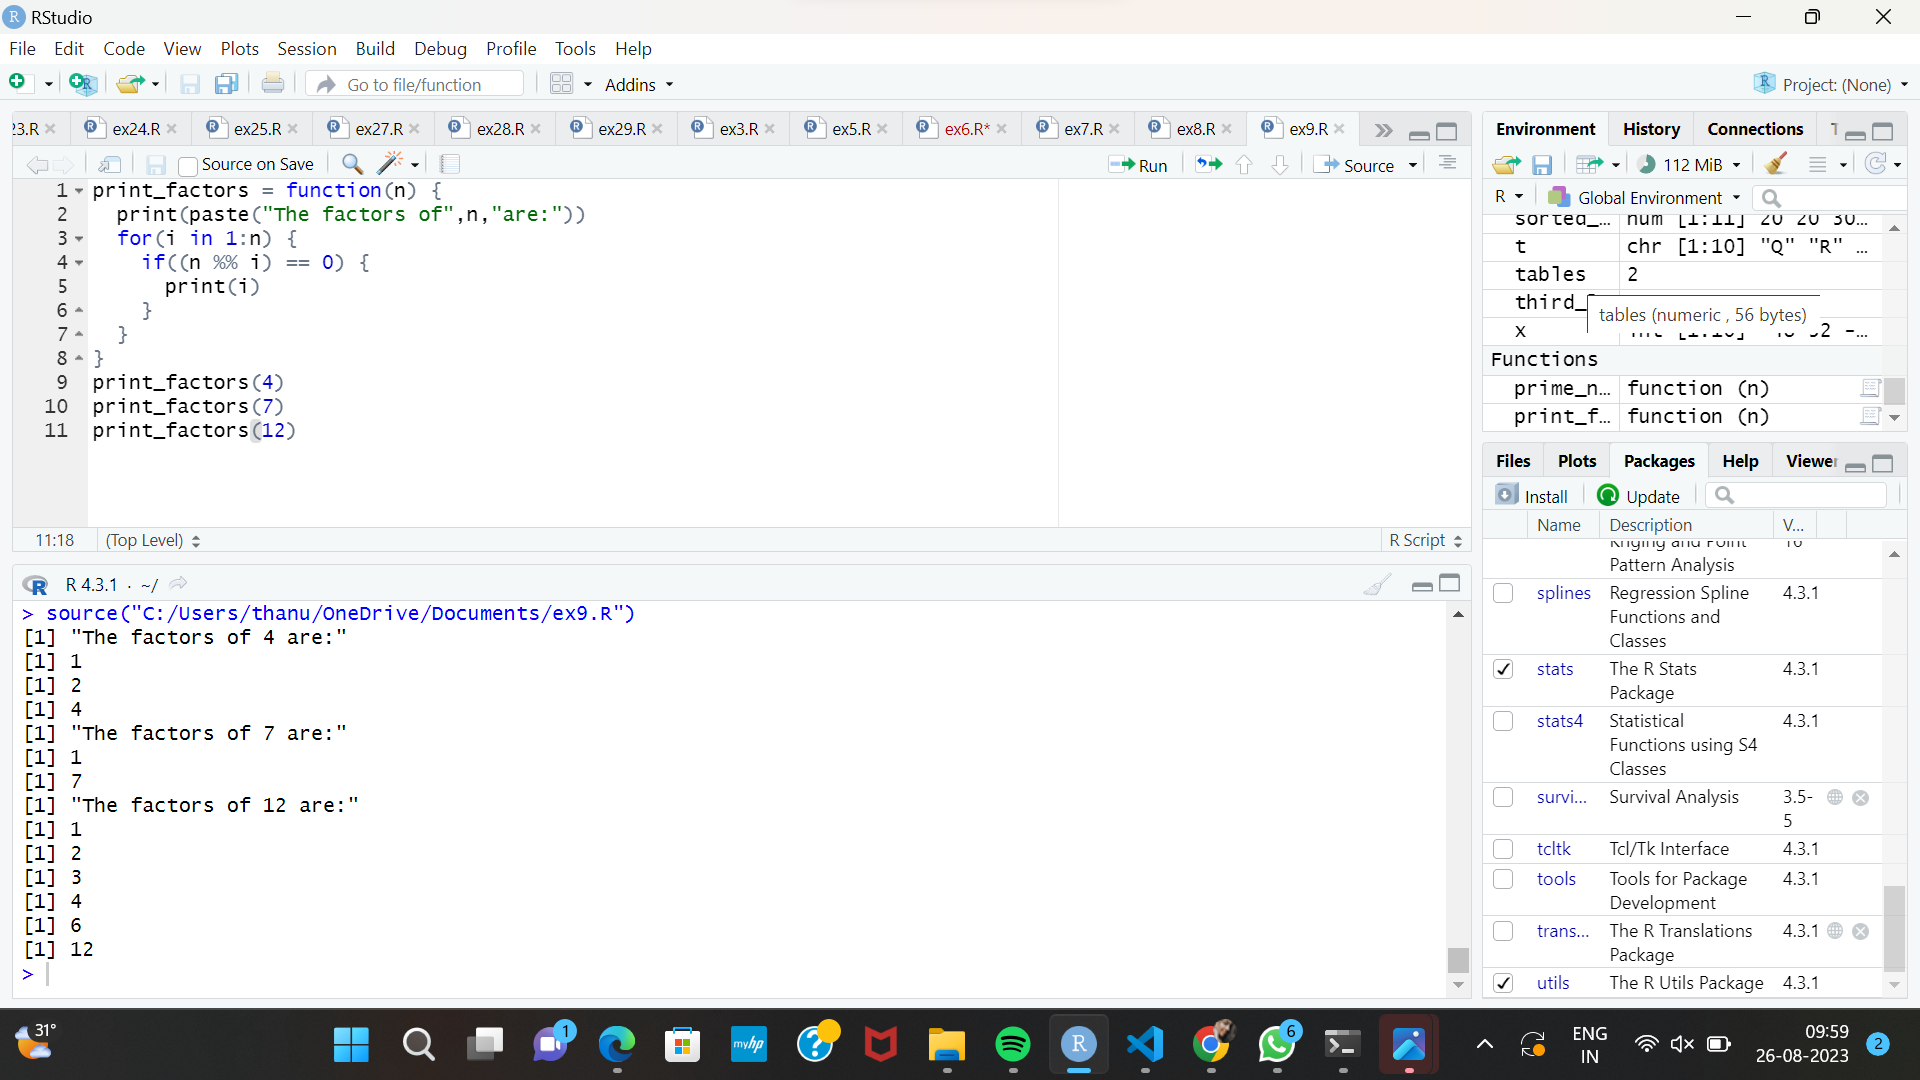 RStudio
File Edit Code View Plots Session Build Debug Profile Tools Help
Go to file/function Addins Project: (None)
23.R ex24.R ex25.R ex27.R ex28.R ex29.R ex3.R ex5.R ex6.R* ex7.R ex8.R ex9.R
Source on Save Run Source
1 print_factors = function(n) {
2 print(paste("The factors of",n,"are:"))
3 for(i in 1:n) {
4 if((n %% i) == 0) {
5 print(i)
6 }
7 }
8 }
9 print_factors(4)
10 print_factors(7)
11 print_factors(12)
11:18 (Top Level) R Script
R 4.3.1 · ~/
> source("C:/Users/thanu/OneDrive/Documents/ex9.R")
[1] "The factors of 4 are:"
[1] 1
[1] 2
[1] 4
[1] "The factors of 7 are:"
[1] 1
[1] 7
[1] "The factors of 12 are:"
[1] 1
[1] 2
[1] 3
[1] 4
[1] 6
[1] 12
>
Environment History Connections T
112 MiB
R Global Environment
sorted_... num [1:11] 20 20 30...
t chr [1:10] "Q" "R" ...
tables 2
third_
tables (numeric , 56 bytes)
x
Functions
prime_n... function (n)
print_f... function (n)
Files Plots Packages Help Viewer
Install Update
Name Description V...
Kriging and Point 16
Pattern Analysis
splines Regression Spline 4.3.1
Functions and
Classes
stats The R Stats 4.3.1
Package
stats4 Statistical 4.3.1
Functions using S4
Classes
survi... Survival Analysis 3.5-
5
tcltk Tcl/Tk Interface 4.3.1
tools Tools for Package 4.3.1
Development
trans... The R Translations 4.3.1
Package
utils The R Utils Package 4.3.1
31° 1 myhp 6 ENG 09:59
IN 26-08-2023 2